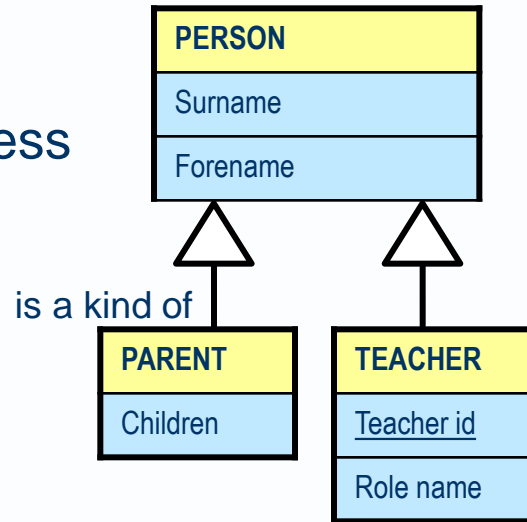 PERSON
Surname
ess
Forename
is a kind of
PARENT
TEACHER
Children
Teacher id
Role name